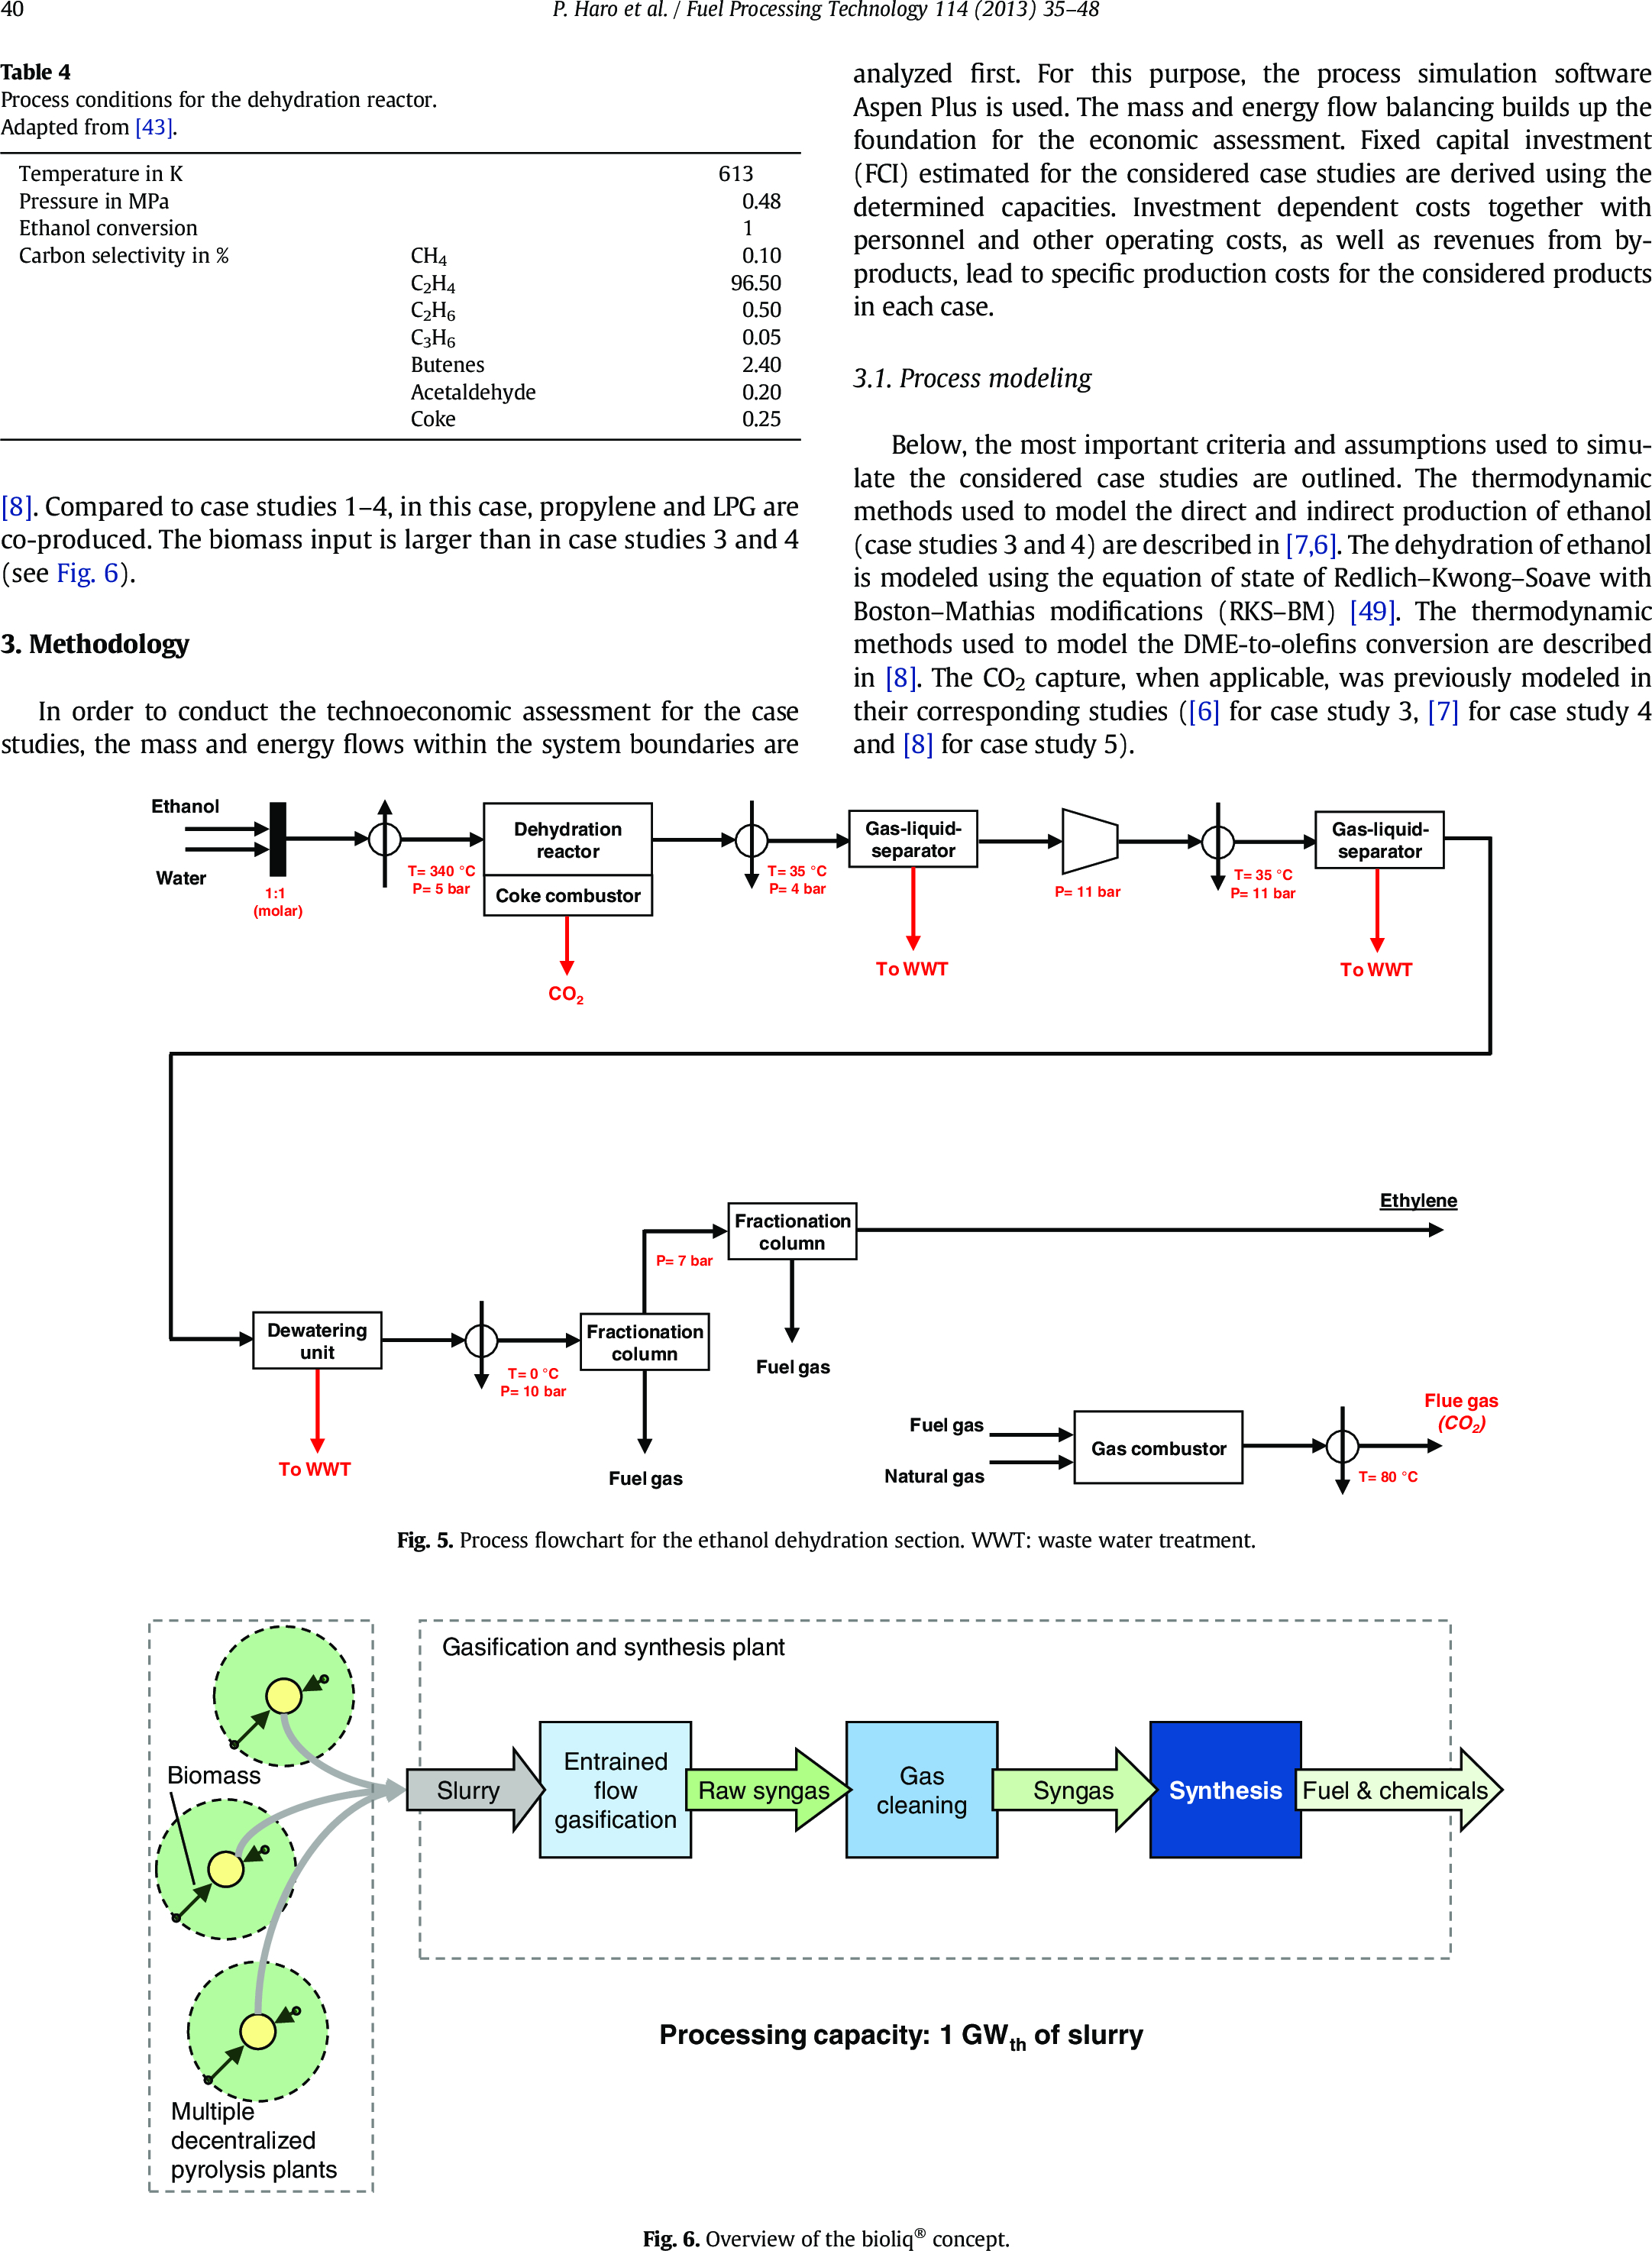 40
P. Haro et al. / Fuel Processing Technology 114 (2013) 35–48
Table 4
Process conditions for the dehydration reactor.
Adapted from [43].
Temperature in K 613
Pressure in MPa 0.48
Ethanol conversion 1
Carbon selectivity in % CH4 0.10
C2H4 96.50
C2H6 0.50
C3H6 0.05
Butenes 2.40
Acetaldehyde 0.20
Coke 0.25
[8]. Compared to case studies 1–4, in this case, propylene and LPG are
co-produced. The biomass input is larger than in case studies 3 and 4
(see Fig. 6).
3. Methodology
In order to conduct the technoeconomic assessment for the case
studies, the mass and energy flows within the system boundaries are
analyzed first. For this purpose, the process simulation software
Aspen Plus is used. The mass and energy flow balancing builds up the
foundation for the economic assessment. Fixed capital investment
(FCI) estimated for the considered case studies are derived using the
determined capacities. Investment dependent costs together with
personnel and other operating costs, as well as revenues from by-
products, lead to specific production costs for the considered products
in each case.
3.1. Process modeling
Below, the most important criteria and assumptions used to simu-
late the considered case studies are outlined. The thermodynamic
methods used to model the direct and indirect production of ethanol
(case studies 3 and 4) are described in [7,6]. The dehydration of ethanol
is modeled using the equation of state of Redlich–Kwong–Soave with
Boston–Mathias modifications (RKS–BM) [49]. The thermodynamic
methods used to model the DME-to-olefins conversion are described
in [8]. The CO2 capture, when applicable, was previously modeled in
their corresponding studies ([6] for case study 3, [7] for case study 4
and [8] for case study 5).
Ethanol
Water
1:1
(molar)
T= 340 °C
P= 5 bar
Dehydration
reactor
Coke combustor
CO2
T= 35 °C
P= 4 bar
Gas-liquid-
separator
To WWT
P= 11 bar
T= 35 °C
P= 11 bar
Gas-liquid-
separator
To WWT
Dewatering
unit
To WWT
T= 0 °C
P= 10 bar
Fractionation
column
Fuel gas
P= 7 bar
Fractionation
column
Fuel gas
Ethylene
Fuel gas
Natural gas
Gas combustor
T= 80 °C
Flue gas
(CO2)
Fig. 5. Process flowchart for the ethanol dehydration section. WWT: waste water treatment.
Biomass
Multiple
decentralized
pyrolysis plants
Gasification and synthesis plant
Slurry
Entrained
flow
gasification
Raw syngas
Gas
cleaning
Syngas
Synthesis
Fuel & chemicals
Processing capacity: 1 GWth of slurry
Fig. 6. Overview of the bioliq® concept.